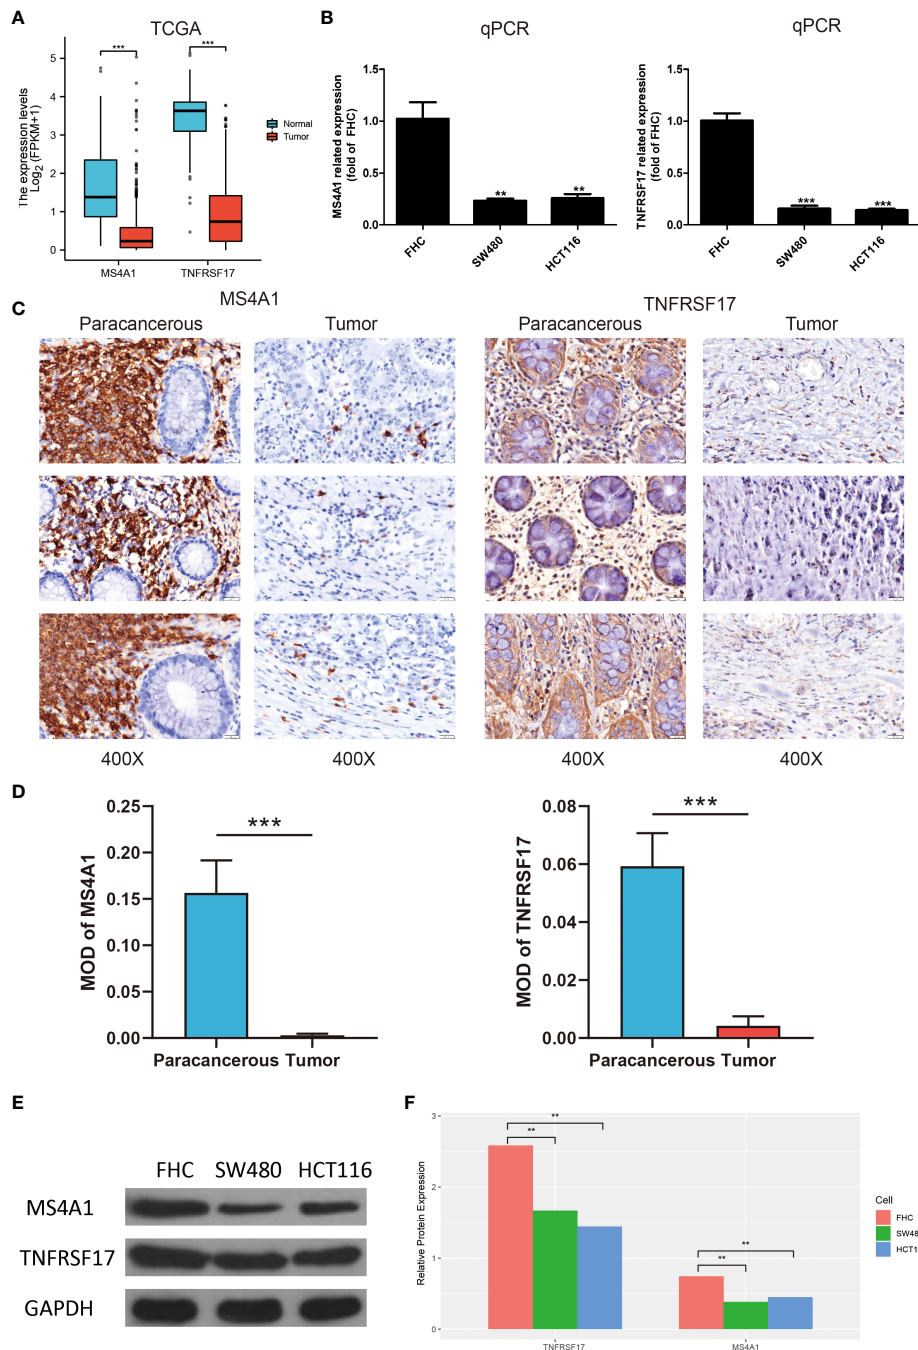 A
TCGA
***
***
The expression levels
Log2 (FPKM+1)
5
4
3
2
1
0
MS4A1
TNFRSF17
Normal
Tumor
B
qPCR
MS4A1 related expression
(fold of FHC)
1.5
1.0
0.5
0.0
**
**
FHC
SW480
HCT116
qPCR
TNFRSF17 related expression
(fold of FHC)
1.5
1.0
0.5
0.0
***
***
FHC
SW480
HCT116
C
MS4A1
TNFRSF17
Paracancerous
Tumor
Paracancerous
Tumor
400X
400X
400X
400X
D
MOD of MS4A1
0.25
0.20
0.15
0.10
0.05
0.00
***
Paracancerous Tumor
MOD of TNFRSF17
0.08
0.06
0.04
0.02
0.00
***
Paracancerous Tumor
E
FHC SW480 HCT116
MS4A1
TNFRSF17
GAPDH
F
Relative Protein Expression
3
2
1
0
**
**
**
**
TNFRSF17
MS4A1
Cell
FHC
SW48
HCT1